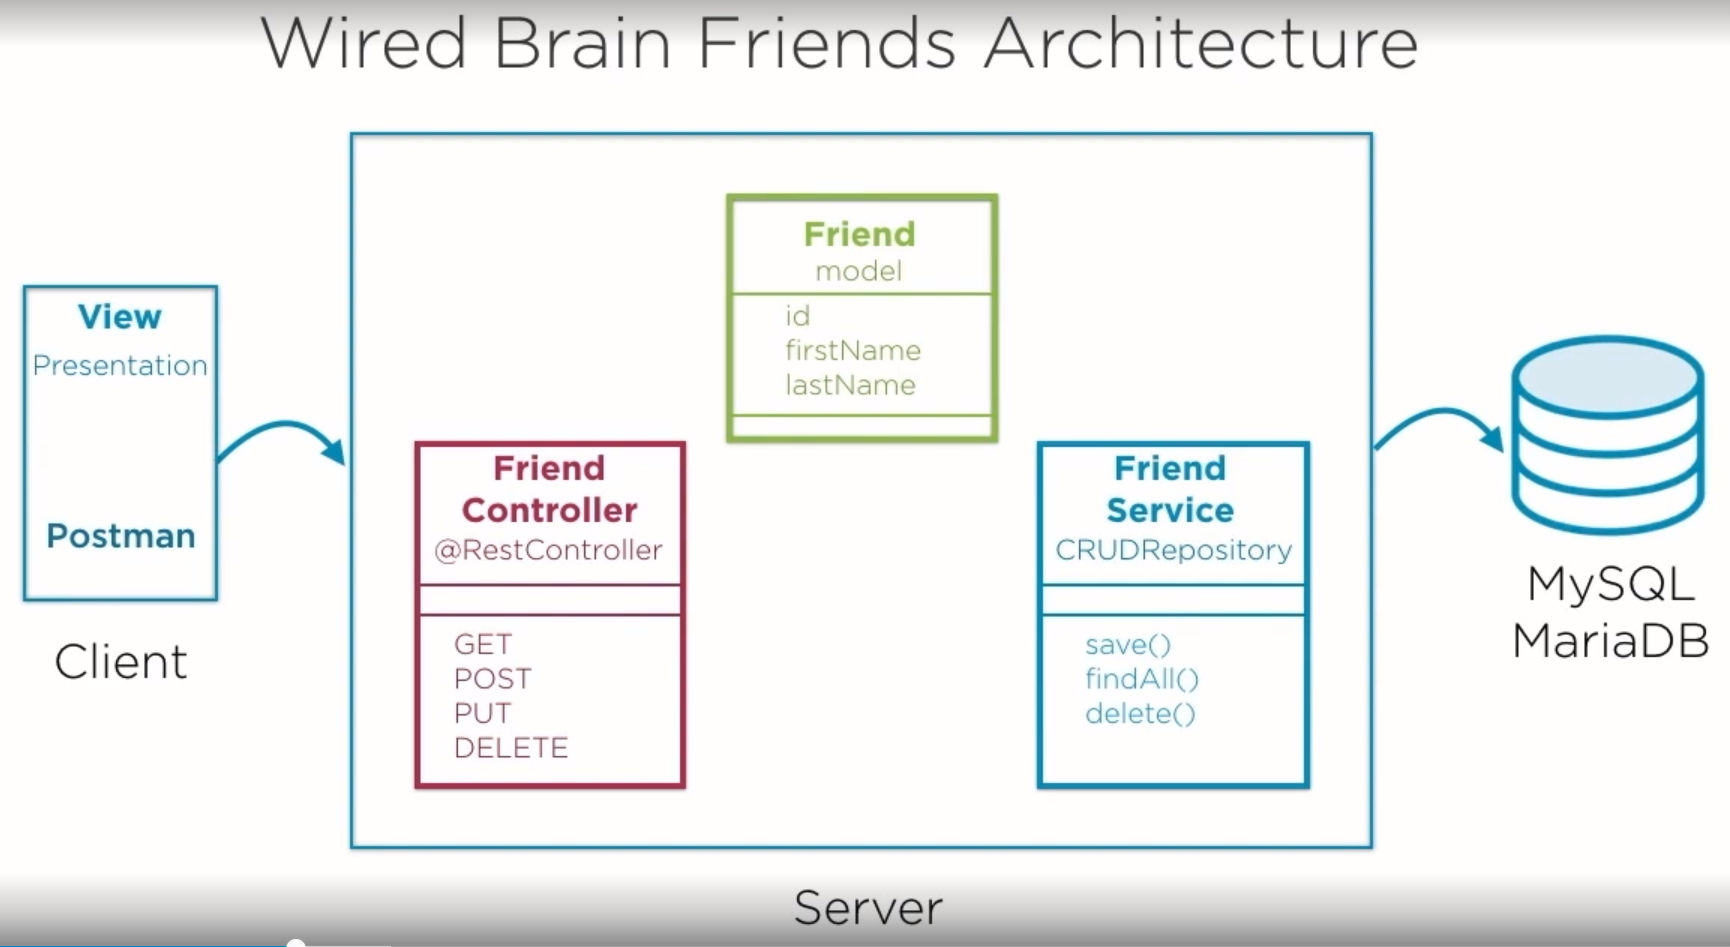 Wired Brain Friends Architecture
View
Presentation
Postman
Client
Friend
model
id
firstName
lastName
Friend
Controller
@RestController
GET
POST
PUT
DELETE
Friend
Service
CRUDRepository
save()
findAll()
delete()
MySQL
MariaDB
Server